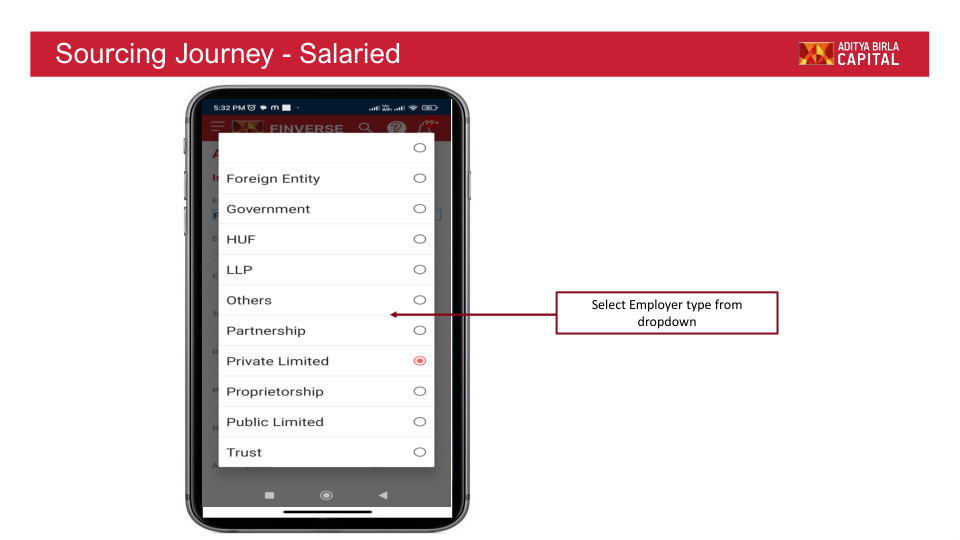 Sourcing Journey - Salaried
ADITYA BIRLA
CAPITAL
5:32 PM
FINVERSE
99+
Foreign Entity
Government
HUF
LLP
Others
Partnership
Private Limited
Proprietorship
Public Limited
Trust
Select Employer type from
dropdown